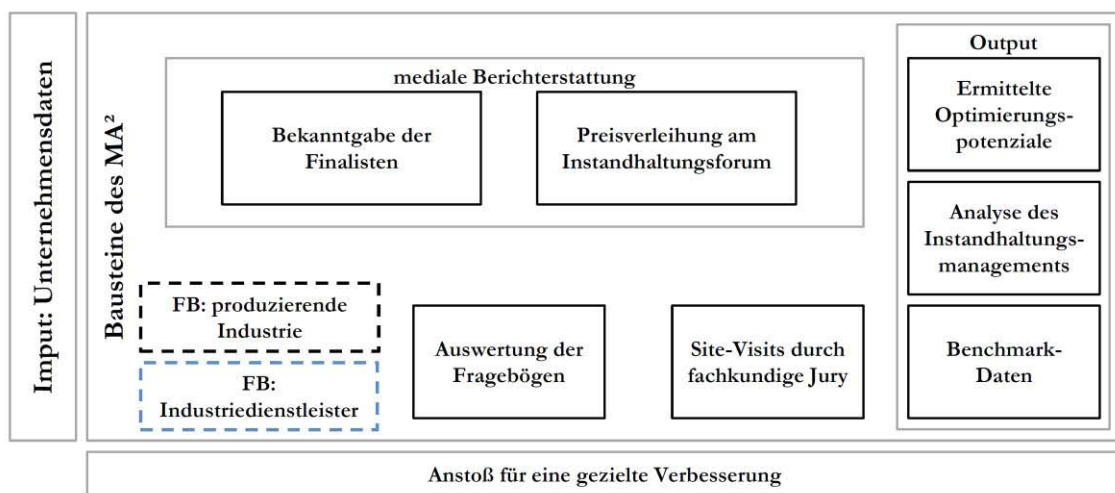 Imput: Unternehmensdaten
Bausteine des MA²
mediale Berichterstattung
Bekanntgabe der
Finalisten
Preisverleihung am
Instandhaltungsforum
FB: produzierende
Industrie
FB:
Industriedienstleister
Auswertung der
Fragebögen
Site-Visits durch
fachkundige Jury
Output
Ermittelte
Optimierungs-
potenziale
Analyse des
Instandhaltungs-
managements
Benchmark-
Daten
Anstoß für eine gezielte Verbesserung